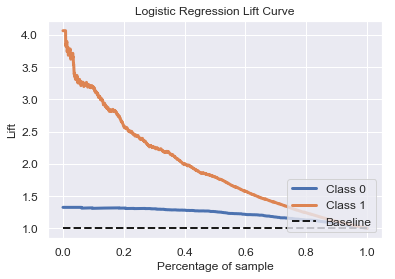 Logistic Regression Lift Curve
4.0
3.5
3.0
2.5
2.0
1.5
1.0
Lift
0.0 0.2 0.4 0.6 0.8 1.0
Percentage of sample
Class 0
Class 1
Baseline